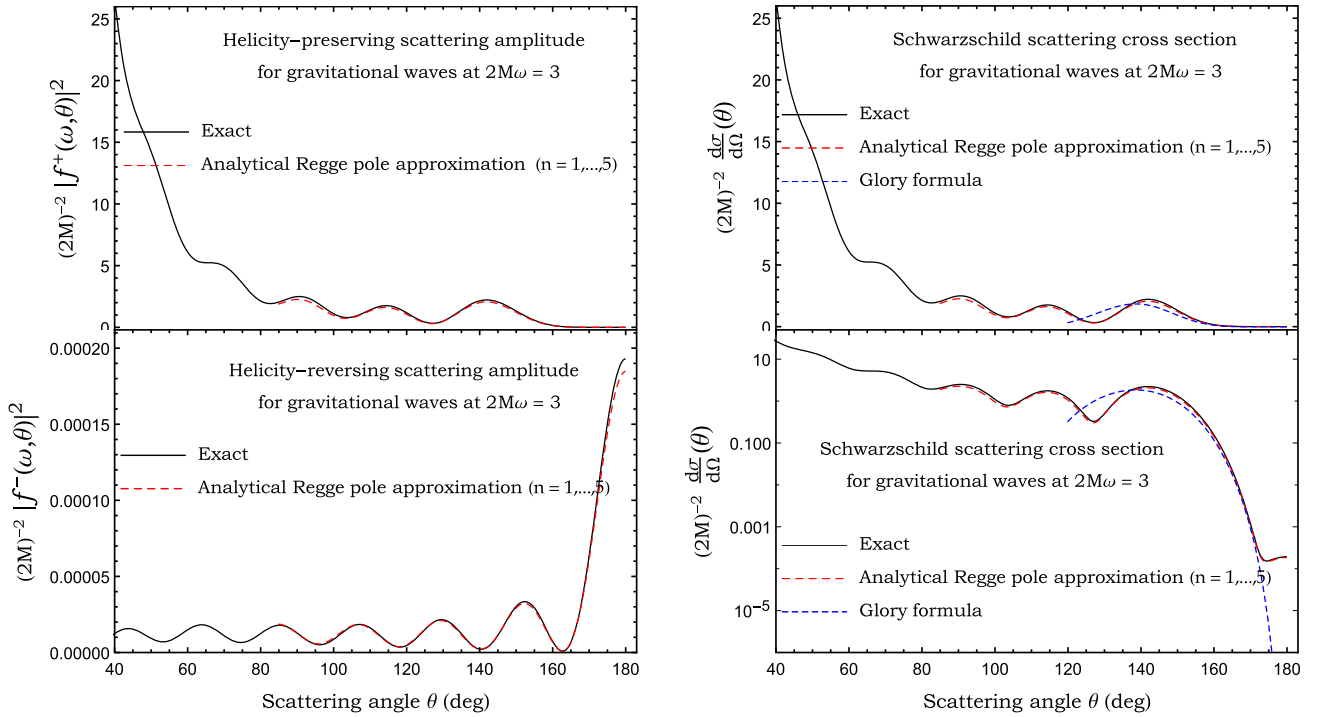 Helicity−preserving scattering amplitude
for gravitational waves at 2Mω = 3
Exact
Analytical Regge pole approximation (n = 1,...,5)
(2M)⁻² |f⁺(ω,θ)|²
25
20
15
10
5
0
Schwarzschild scattering cross section
for gravitational waves at 2Mω = 3
Exact
Analytical Regge pole approximation (n = 1,...,5)
Glory formula
(2M)⁻² dσ/dΩ(θ)
25
20
15
10
5
0
Helicity−reversing scattering amplitude
for gravitational waves at 2Mω = 3
Exact
Analytical Regge pole approximation (n = 1,...,5)
(2M)⁻² |f⁻(ω,θ)|²
0.00020
0.00015
0.00010
0.00005
0.00000
40 60 80 100 120 140 160 180
Scattering angle θ (deg)
Schwarzschild scattering cross section
for gravitational waves at 2Mω = 3
Exact
Analytical Regge pole approximation (n = 1,...,5)
Glory formula
(2M)⁻² dσ/dΩ(θ)
10
0.100
0.001
10⁻⁵
40 60 80 100 120 140 160 180
Scattering angle θ (deg)